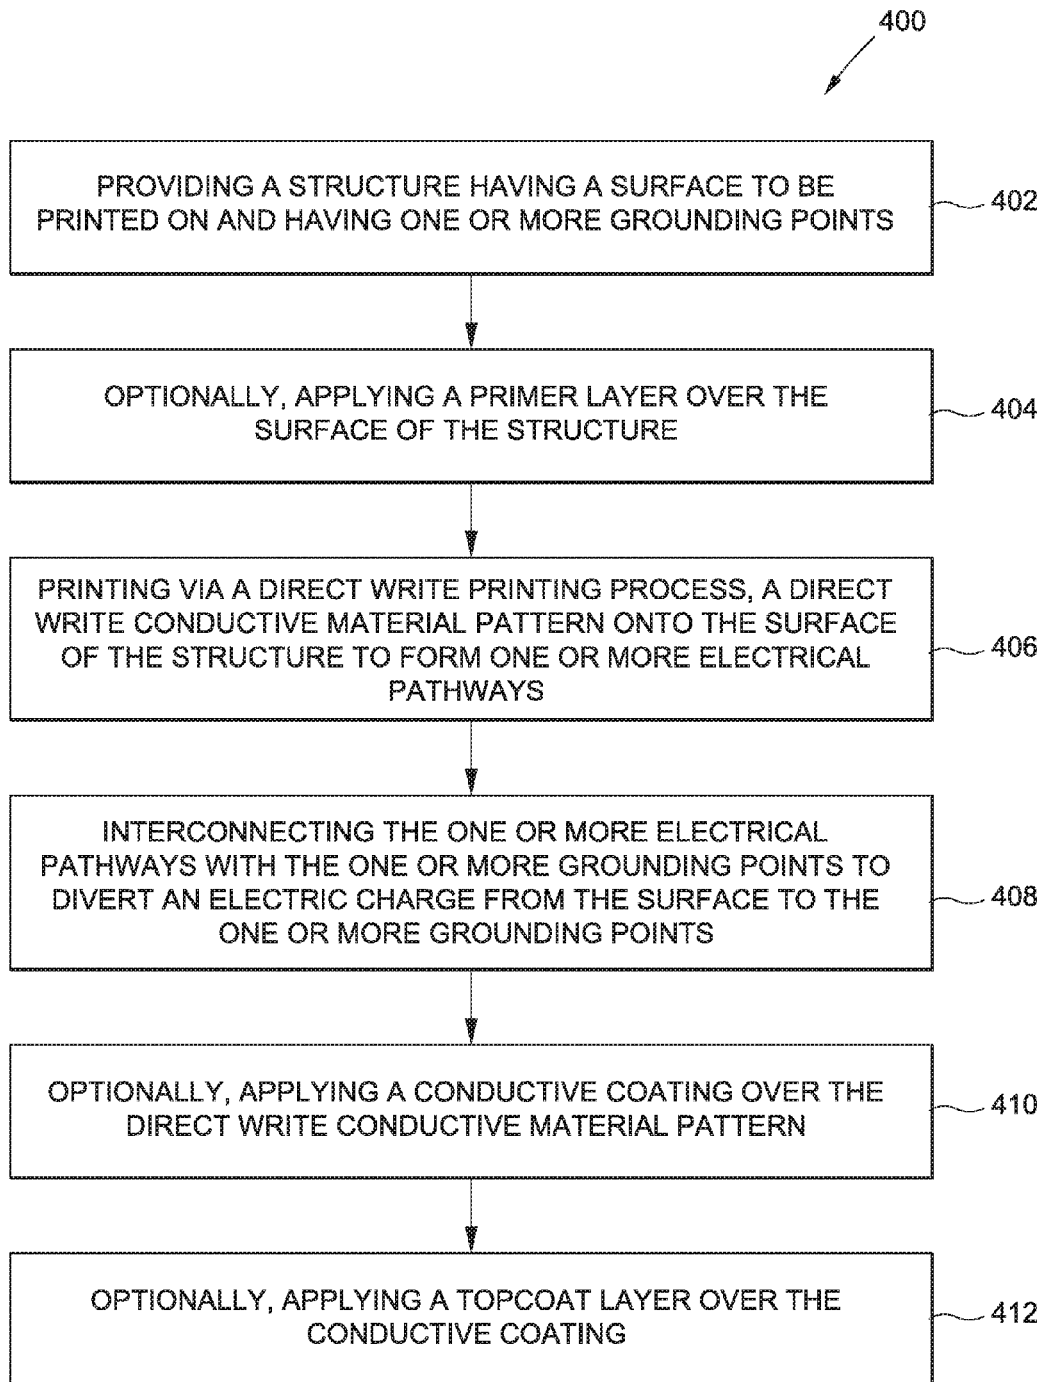 400
PROVIDING A STRUCTURE HAVING A SURFACE TO BE
PRINTED ON AND HAVING ONE OR MORE GROUNDING POINTS
402
OPTIONALLY, APPLYING A PRIMER LAYER OVER THE
SURFACE OF THE STRUCTURE
404
PRINTING VIA A DIRECT WRITE PRINTING PROCESS, A DIRECT
WRITE CONDUCTIVE MATERIAL PATTERN ONTO THE SURFACE
OF THE STRUCTURE TO FORM ONE OR MORE ELECTRICAL
PATHWAYS
406
INTERCONNECTING THE ONE OR MORE ELECTRICAL
PATHWAYS WITH THE ONE OR MORE GROUNDING POINTS TO
DIVERT AN ELECTRIC CHARGE FROM THE SURFACE TO THE
ONE OR MORE GROUNDING POINTS
408
OPTIONALLY, APPLYING A CONDUCTIVE COATING OVER THE
DIRECT WRITE CONDUCTIVE MATERIAL PATTERN
410
OPTIONALLY, APPLYING A TOPCOAT LAYER OVER THE
CONDUCTIVE COATING
412